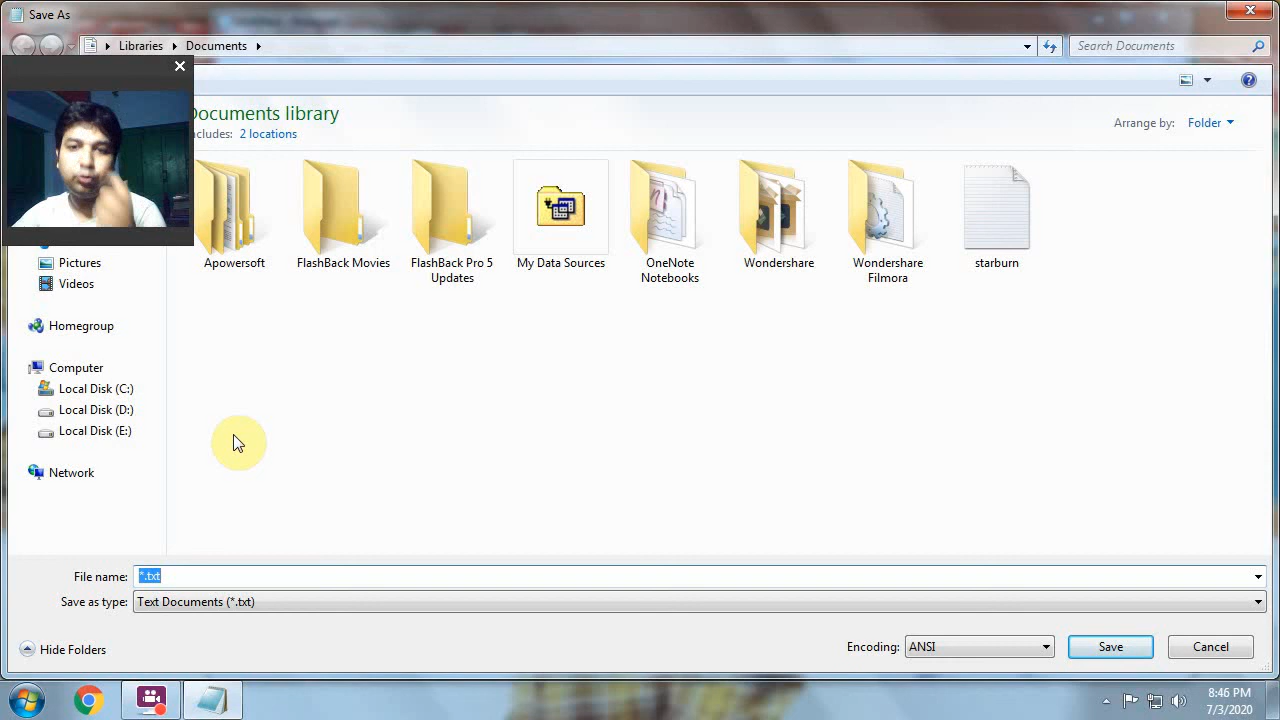 Save As
Libraries
Documents
Search Documents
Documents library
cludes: 2 locations
Arrange by: Folder
Apowersoft
FlashBack Movies
FlashBack Pro 5
Updates
My Data Sources
OneNote
Notebooks
Wondershare
Wondershare
Filmora
starburn
Pictures
Videos
Homegroup
Computer
Local Disk (C:)
Local Disk (D:)
Local Disk (E:)
Network
File name: *.txt
Save as type: Text Documents (*.txt)
Hide Folders
Encoding: ANSI
Save
Cancel
8:46 PM
7/3/2020